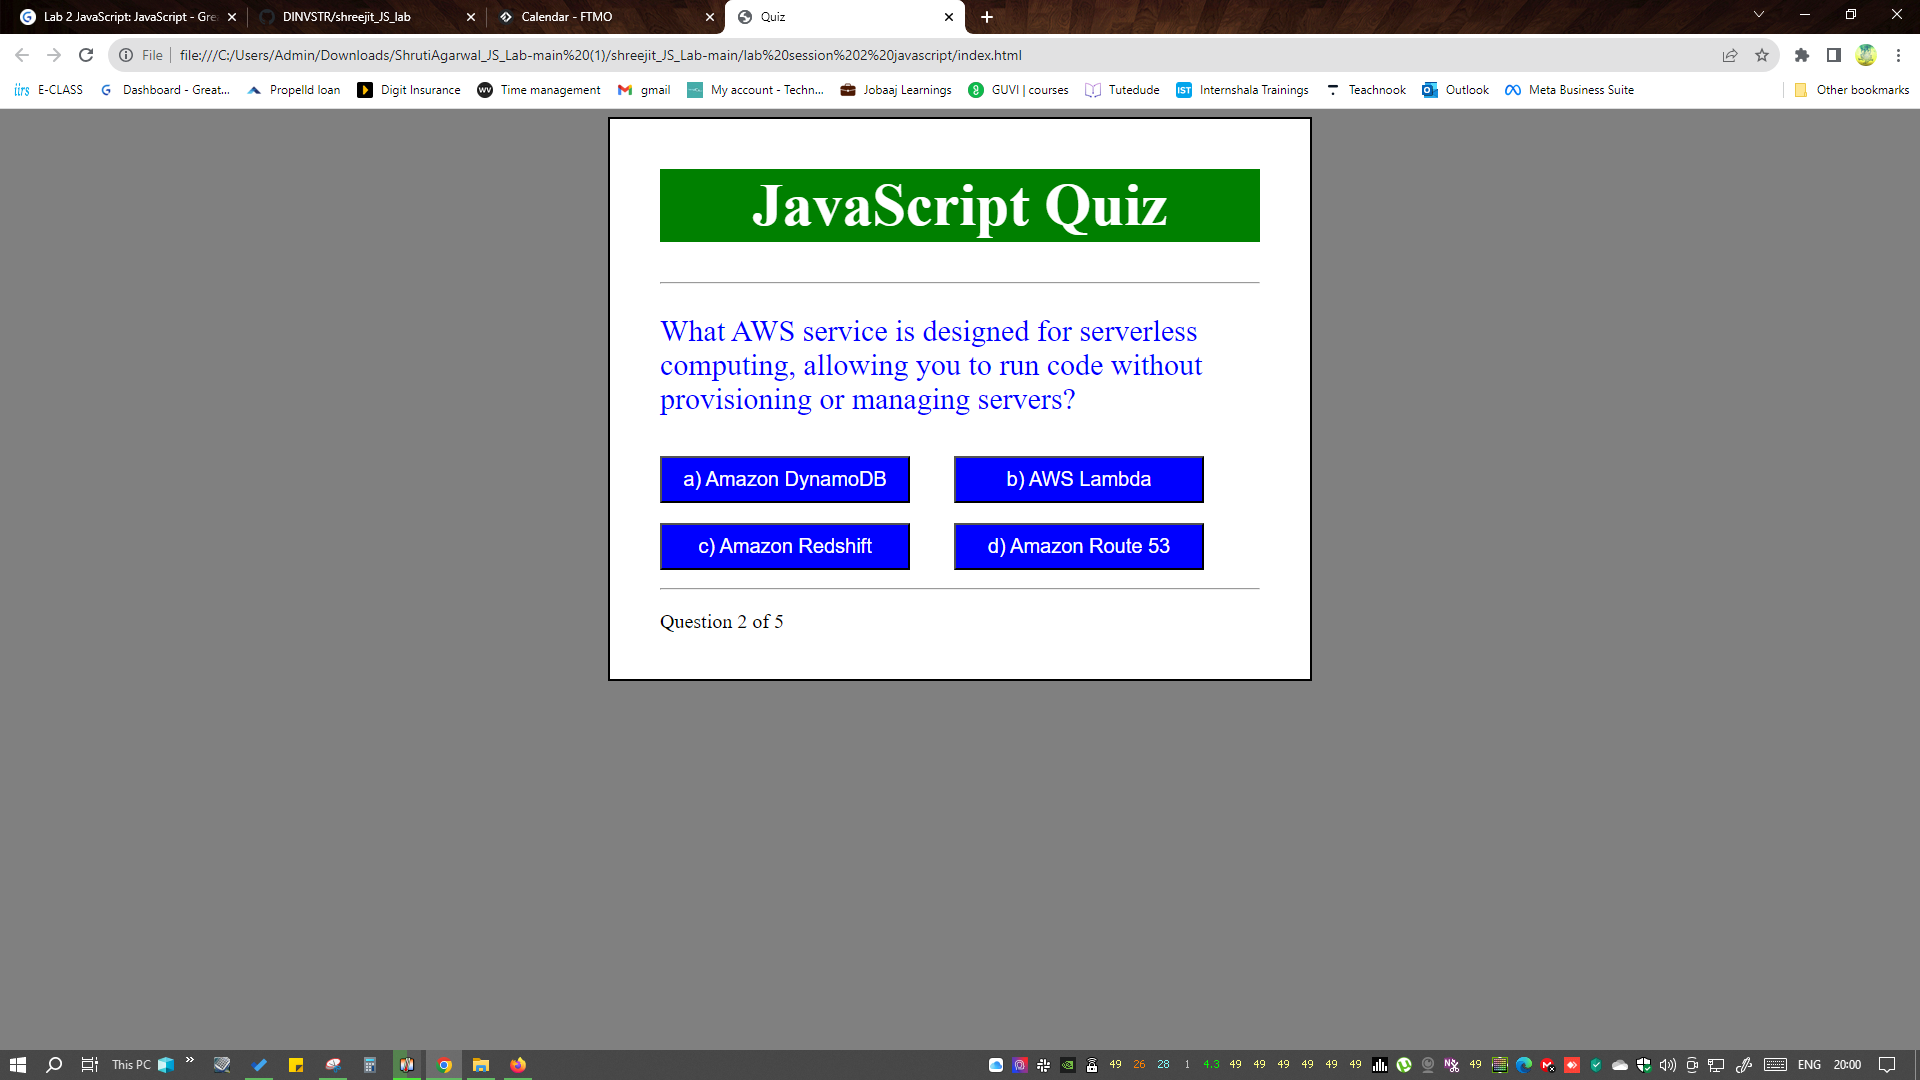 Lab 2 JavaScript: JavaScript - Gre
DINVSTR/shreejit_JS_lab
Calendar - FTMO
Quiz
File
file:///C:/Users/Admin/Downloads/ShrutiAgarwal_JS_Lab-main%20(1)/shreejit_JS_Lab-main/lab%20session%202%20javascript/index.html
iirs E-CLASS
Dashboard - Great...
Propelld loan
Digit Insurance
WV Time management
gmail
My account - Techn...
Jobaaj Learnings
GUVI | courses
Tutedude
IST Internshala Trainings
Teachnook
Outlook
Meta Business Suite
Other bookmarks
JavaScript Quiz
What AWS service is designed for serverless
computing, allowing you to run code without
provisioning or managing servers?
a) Amazon DynamoDB
b) AWS Lambda
c) Amazon Redshift
d) Amazon Route 53
Question 2 of 5
This PC
49 26 28 1 4.3 49 49 49 49 49 49
49
ENG
20:00